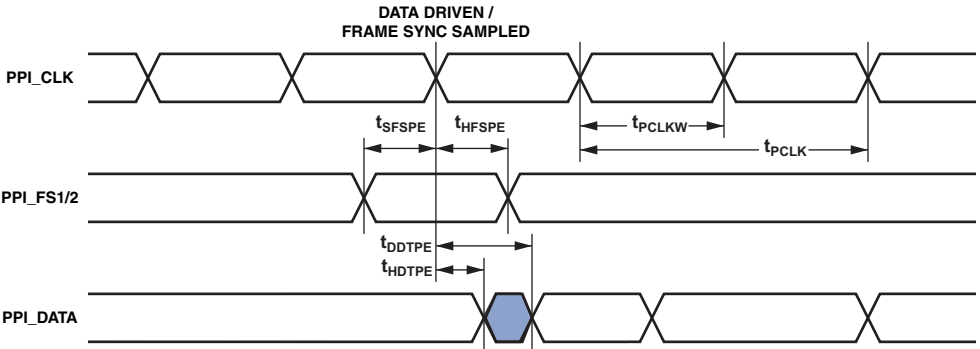 DATA DRIVEN /
FRAME SYNC SAMPLED
PPI_CLK
tSFSPE
tHFSPE
tPCLKW
tPCLK
PPI_FS1/2
tDDTPE
tHDTPE
PPI_DATA